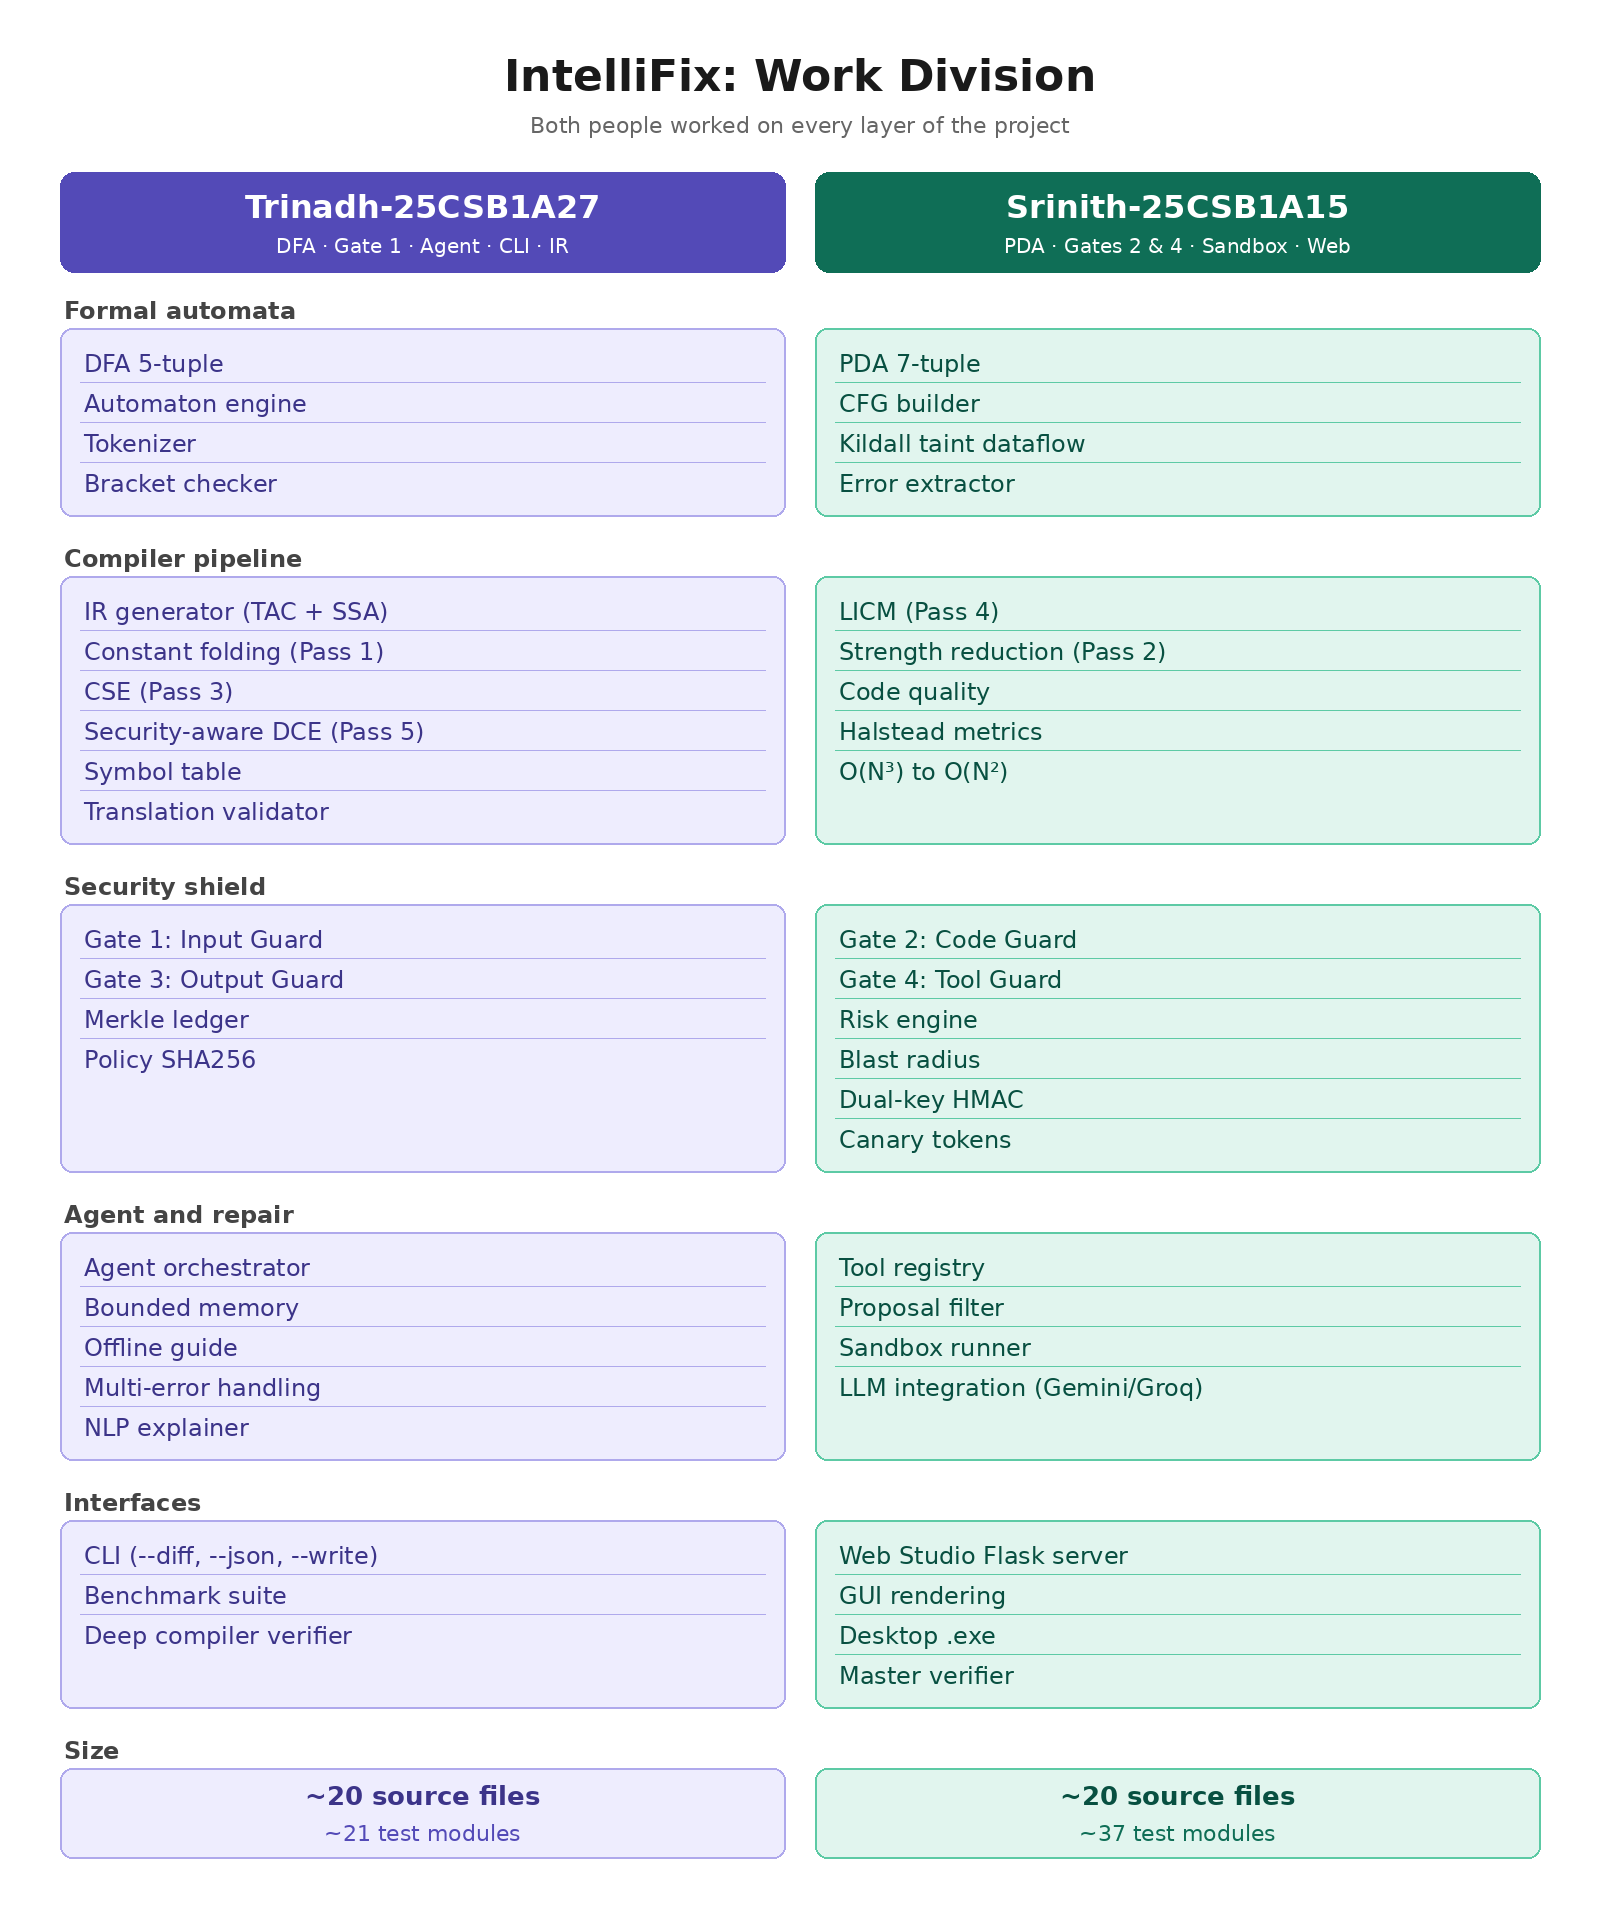 IntelliFix: Work Division
Both people worked on every layer of the project
Trinadh-25CSB1A27
DFA · Gate 1 · Agent · CLI · IR
Srinith-25CSB1A15
PDA · Gates 2 & 4 · Sandbox · Web
Formal automata
DFA 5-tuple
Automaton engine
Tokenizer
Bracket checker
PDA 7-tuple
CFG builder
Kildall taint dataflow
Error extractor
Compiler pipeline
IR generator (TAC + SSA)
Constant folding (Pass 1)
CSE (Pass 3)
Security-aware DCE (Pass 5)
Symbol table
Translation validator
LICM (Pass 4)
Strength reduction (Pass 2)
Code quality
Halstead metrics
O(N³) to O(N²)
Security shield
Gate 1: Input Guard
Gate 3: Output Guard
Merkle ledger
Policy SHA256
Gate 2: Code Guard
Gate 4: Tool Guard
Risk engine
Blast radius
Dual-key HMAC
Canary tokens
Agent and repair
Agent orchestrator
Bounded memory
Offline guide
Multi-error handling
NLP explainer
Tool registry
Proposal filter
Sandbox runner
LLM integration (Gemini/Groq)
Interfaces
CLI (--diff, --json, --write)
Benchmark suite
Deep compiler verifier
Web Studio Flask server
GUI rendering
Desktop .exe
Master verifier
Size
~20 source files
~21 test modules
~20 source files
~37 test modules